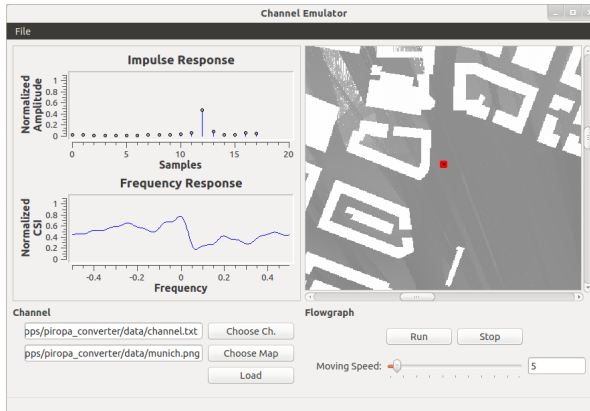 Channel Emulator
File
Impulse Response
Normalized
Amplitude
1
0.8
0.6
0.4
0.2
0
0 5 10 15 20
Samples
Frequency Response
Normalized
CSI
1
0.8
0.6
0.4
0.2
0
-0.4 -0.2 0 0.2 0.4
Frequency
Channel
pps/piropa_converter/data/channel.txt Choose Ch.
pps/piropa_converter/data/munich.png Choose Map
Load
Flowgraph
Run Stop
Moving Speed: 5